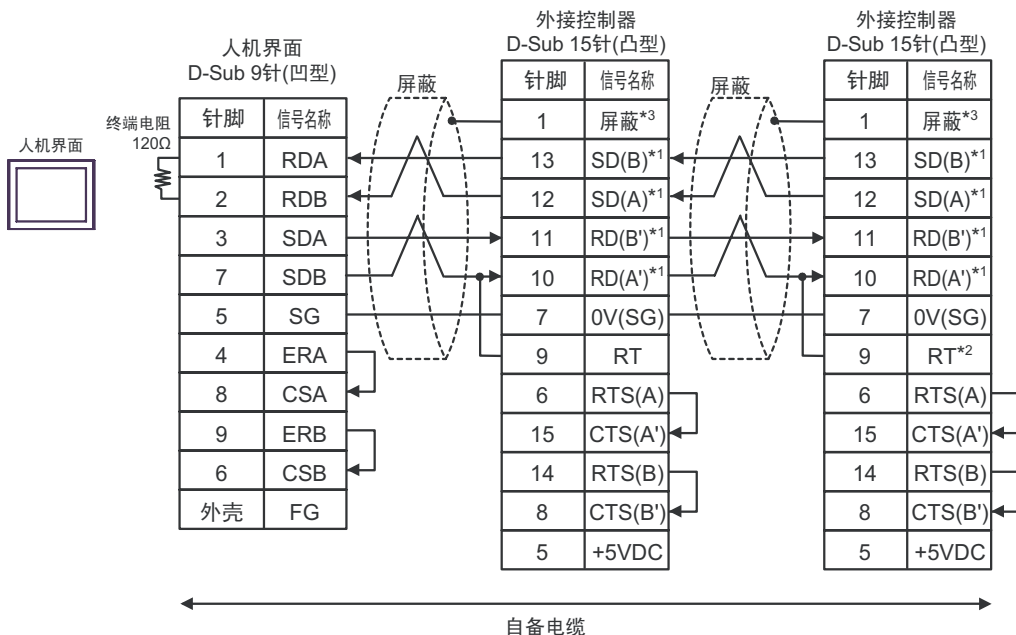 人机界面
终端电阻
120Ω
人机界面
D-Sub 9针(凹型)
针脚 信号名称
1 RDA
2 RDB
3 SDA
7 SDB
5 SG
4 ERA
8 CSA
9 ERB
6 CSB
外壳 FG
屏蔽
外接控制器
D-Sub 15针(凸型)
针脚 信号名称
1 屏蔽*3
13 SD(B)*1
12 SD(A)*1
11 RD(B')*1
10 RD(A')*1
7 0V(SG)
9 RT
6 RTS(A)
15 CTS(A')
14 RTS(B)
8 CTS(B')
5 +5VDC
屏蔽
外接控制器
D-Sub 15针(凸型)
针脚 信号名称
1 屏蔽*3
13 SD(B)*1
12 SD(A)*1
11 RD(B')*1
10 RD(A')*1
7 0V(SG)
9 RT*2
6 RTS(A)
15 CTS(A')
14 RTS(B)
8 CTS(B')
5 +5VDC
自备电缆